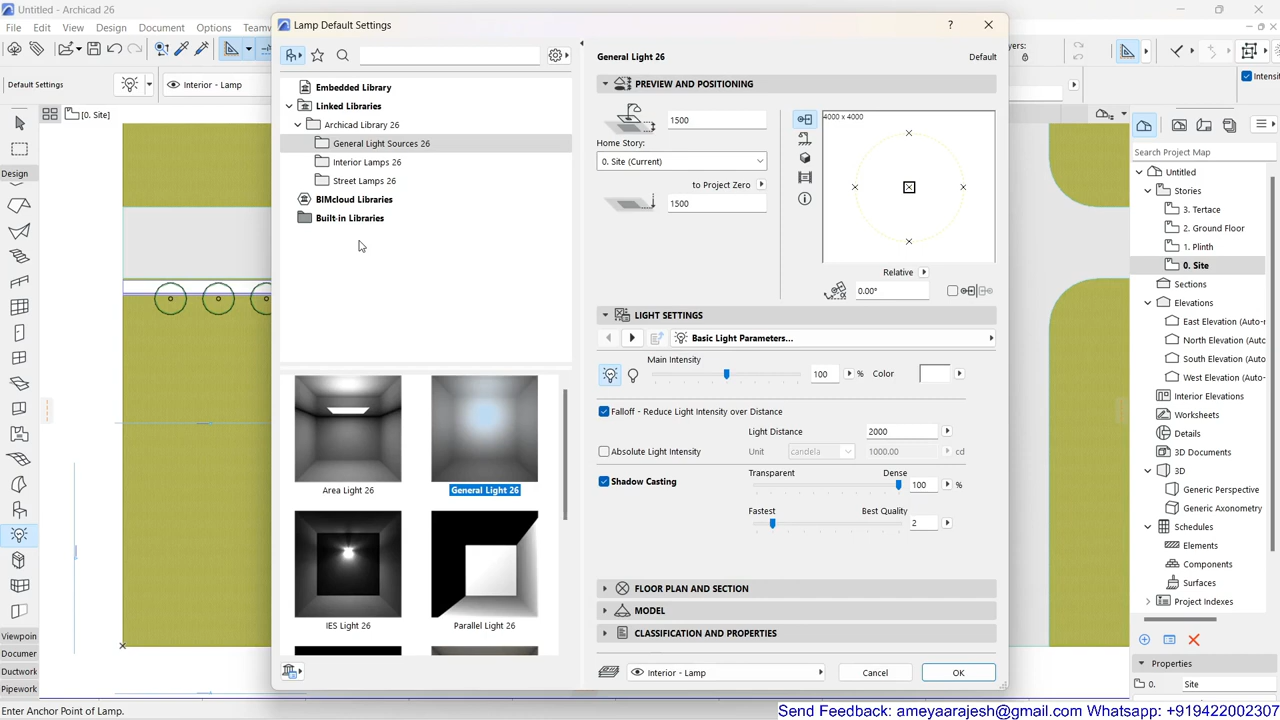 Untitled - Archicad 26
File Edit View Design Document Options Teamw
Lamp Default Settings
?
Default Settings
Interior - Lamp
[0. Site]
ayers:
Intensit
Embedded Library
Linked Libraries
Archicad Library 26
General Light Sources 26
Interior Lamps 26
Street Lamps 26
BIMcloud Libraries
Built-in Libraries
Area Light 26
General Light 26
IES Light 26
Parallel Light 26
General Light 26
Default
PREVIEW AND POSITIONING
1500
Home Story:
0. Site (Current)
to Project Zero
1500
4000 x 4000
Relative
0.00°
LIGHT SETTINGS
Basic Light Parameters...
Main Intensity
100 %
Color
Falloff - Reduce Light Intensity over Distance
Light Distance
2000
Absolute Light Intensity
Unit
candela
1000.00
cd
Shadow Casting
Transparent
Dense
100 %
Fastest
Best Quality
2
FLOOR PLAN AND SECTION
MODEL
CLASSIFICATION AND PROPERTIES
Interior - Lamp
Cancel
OK
Design
Viewpoin
Documer
Ductwork
Pipework
Search Project Map
Untitled
Stories
3. Tertace
2. Ground Floor
1. Plinth
0. Site
Sections
Elevations
East Elevation (Auto-r
North Elevation (Aut
South Elevation (Aut
West Elevation (Auto-
Interior Elevations
Worksheets
Details
3D Documents
3D
Generic Perspective
Generic Axonometry
Schedules
Elements
Components
Surfaces
Project Indexes
Properties
0.
Site
Enter Anchor Point of Lamp.
Send Feedback: ameyaarajesh@gmail.com Whatsapp: +919422002307